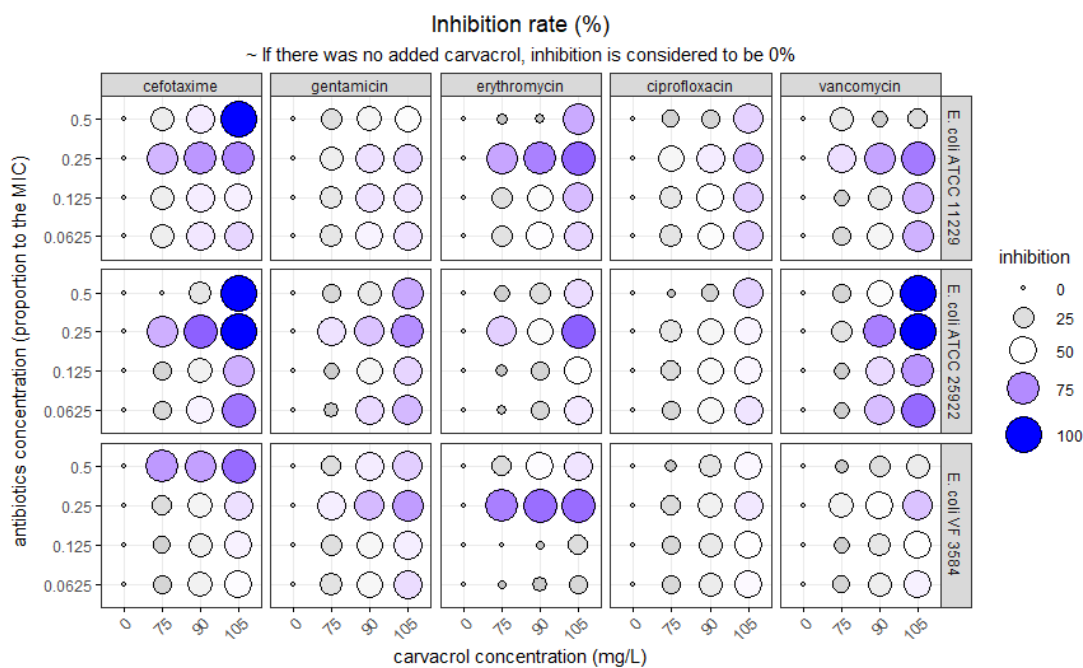 Inhibition rate (%)
~ If there was no added carvacrol, inhibition is considered to be 0%
cefotaxime gentamicin erythromycin ciprofloxacin vancomycin
antibiotics concentration (proportion to the MIC)
0.5
0.25
0.125
0.0625
E. coli ATCC 11229
0.5
0.25
0.125
0.0625
E. coli ATCC 25922
0.5
0.25
0.125
0.0625
E. coli VF 3584
0 75 90 105 0 75 90 105 0 75 90 105 0 75 90 105 0 75 90 105
carvacrol concentration (mg/L)
inhibition
0
25
50
75
100